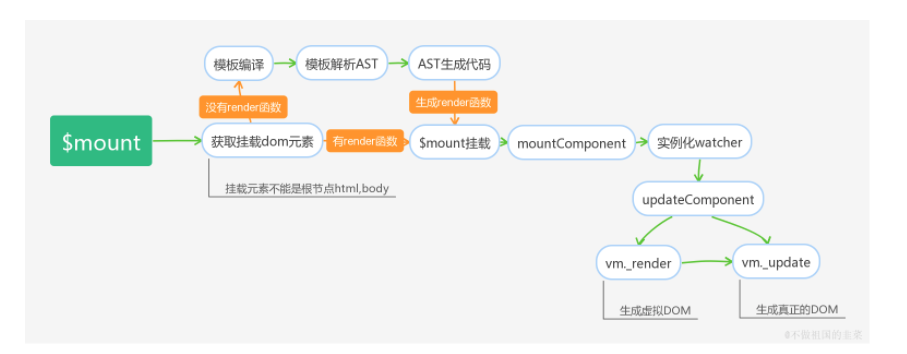 模板编译
模板解析AST
AST生成代码
没有render函数
生成render函数
$mount
获取挂载dom元素
有render函数
$mount挂载
mountComponent
实例化watcher
挂载元素不能是根节点html,body
updateComponent
vm._render
vm._update
生成虚拟DOM
生成真正的DOM
@不做祖国的韭菜